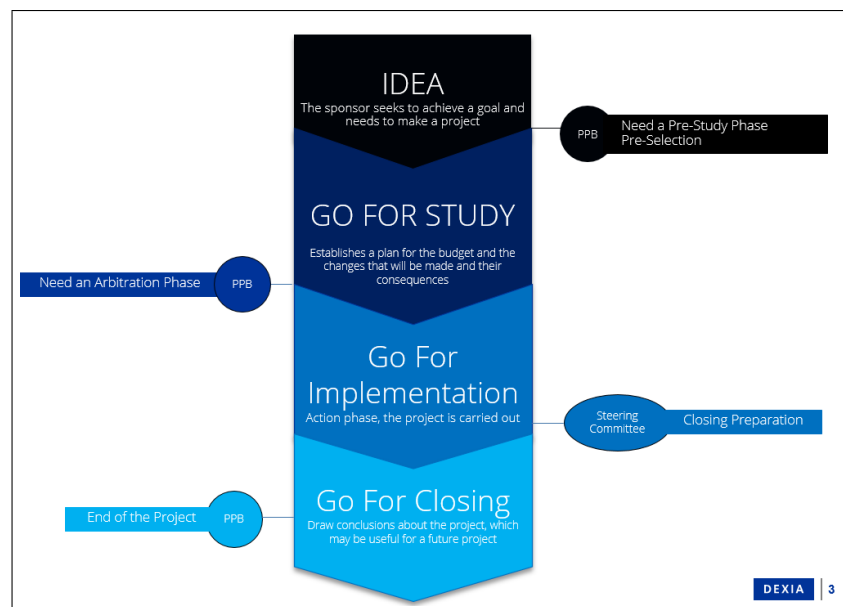 IDEA
The sponsor seeks to achieve a goal and
needs to make a project
PPB
Need a Pre-Study Phase
Pre-Selection
GO FOR STUDY
Establishes a plan for the budget and the
changes that will be made and their
consequences
Need an Arbitration Phase
PPB
Go For
Implementation
Action phase, the project is carried out
Steering
Committee
Closing Preparation
Go For Closing
Draw conclusions about the project, which
may be useful for a future project
End of the Project
PPB
DEXIA
3